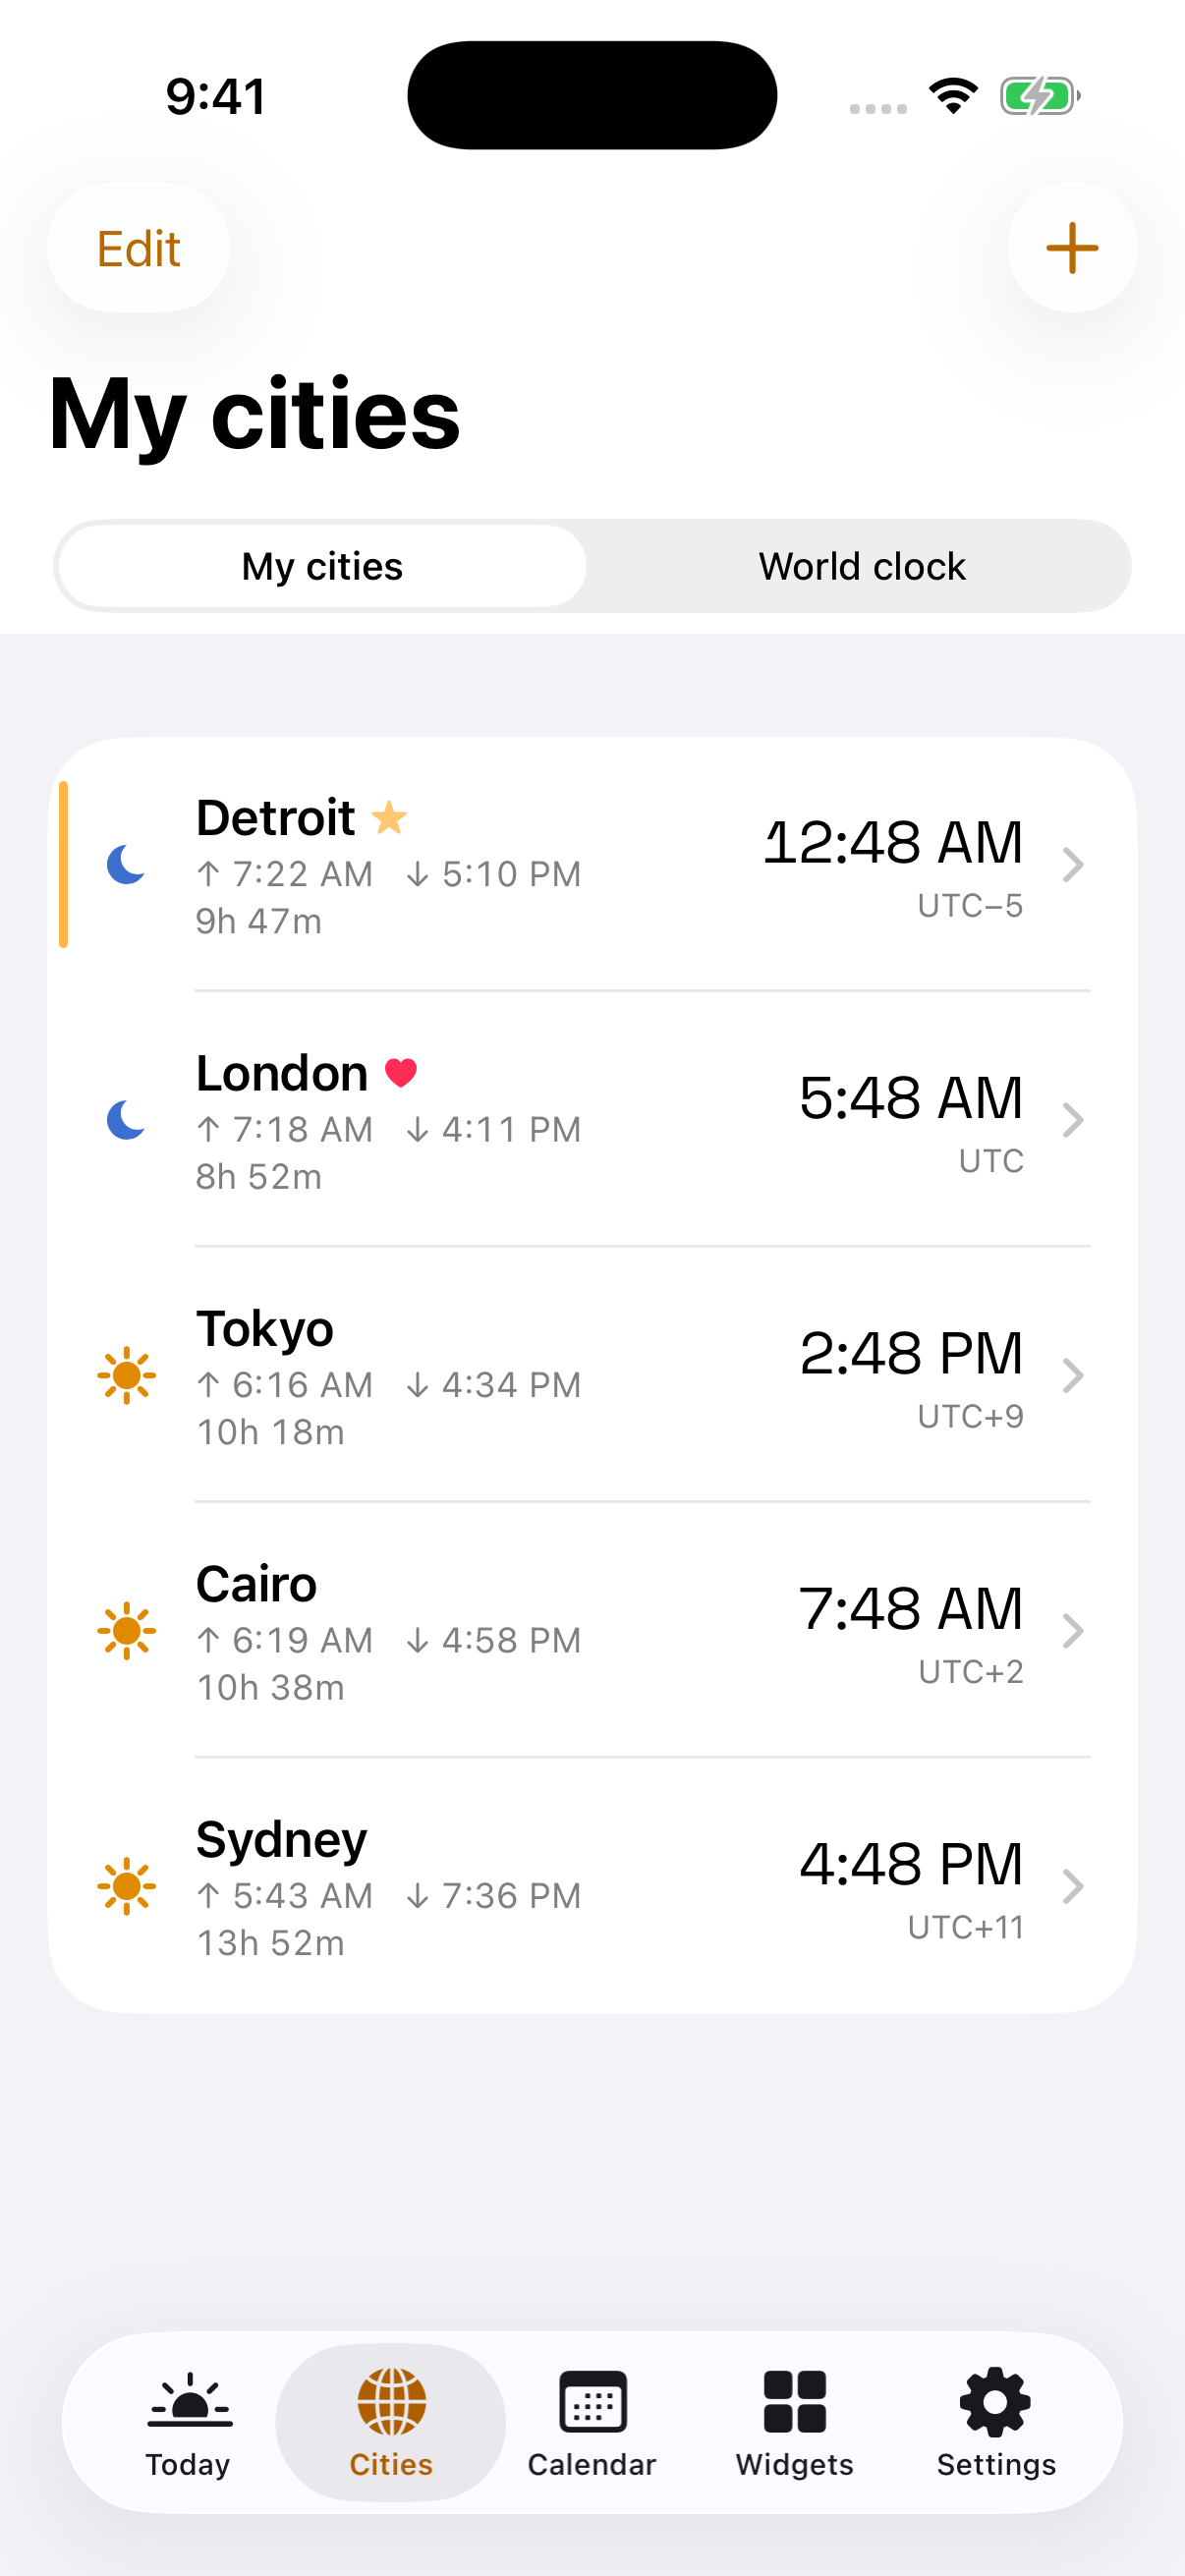 9:41
Edit
My cities
My cities World clock
Detroit
↑ 7:22 AM ↓ 5:10 PM
9h 47m
12:48 AM
UTC−5
London
↑ 7:18 AM ↓ 4:11 PM
8h 52m
5:48 AM
UTC
Tokyo
↑ 6:16 AM ↓ 4:34 PM
10h 18m
2:48 PM
UTC+9
Cairo
↑ 6:19 AM ↓ 4:58 PM
10h 38m
7:48 AM
UTC+2
Sydney
↑ 5:43 AM ↓ 7:36 PM
13h 52m
4:48 PM
UTC+11
Today Cities Calendar Widgets Settings